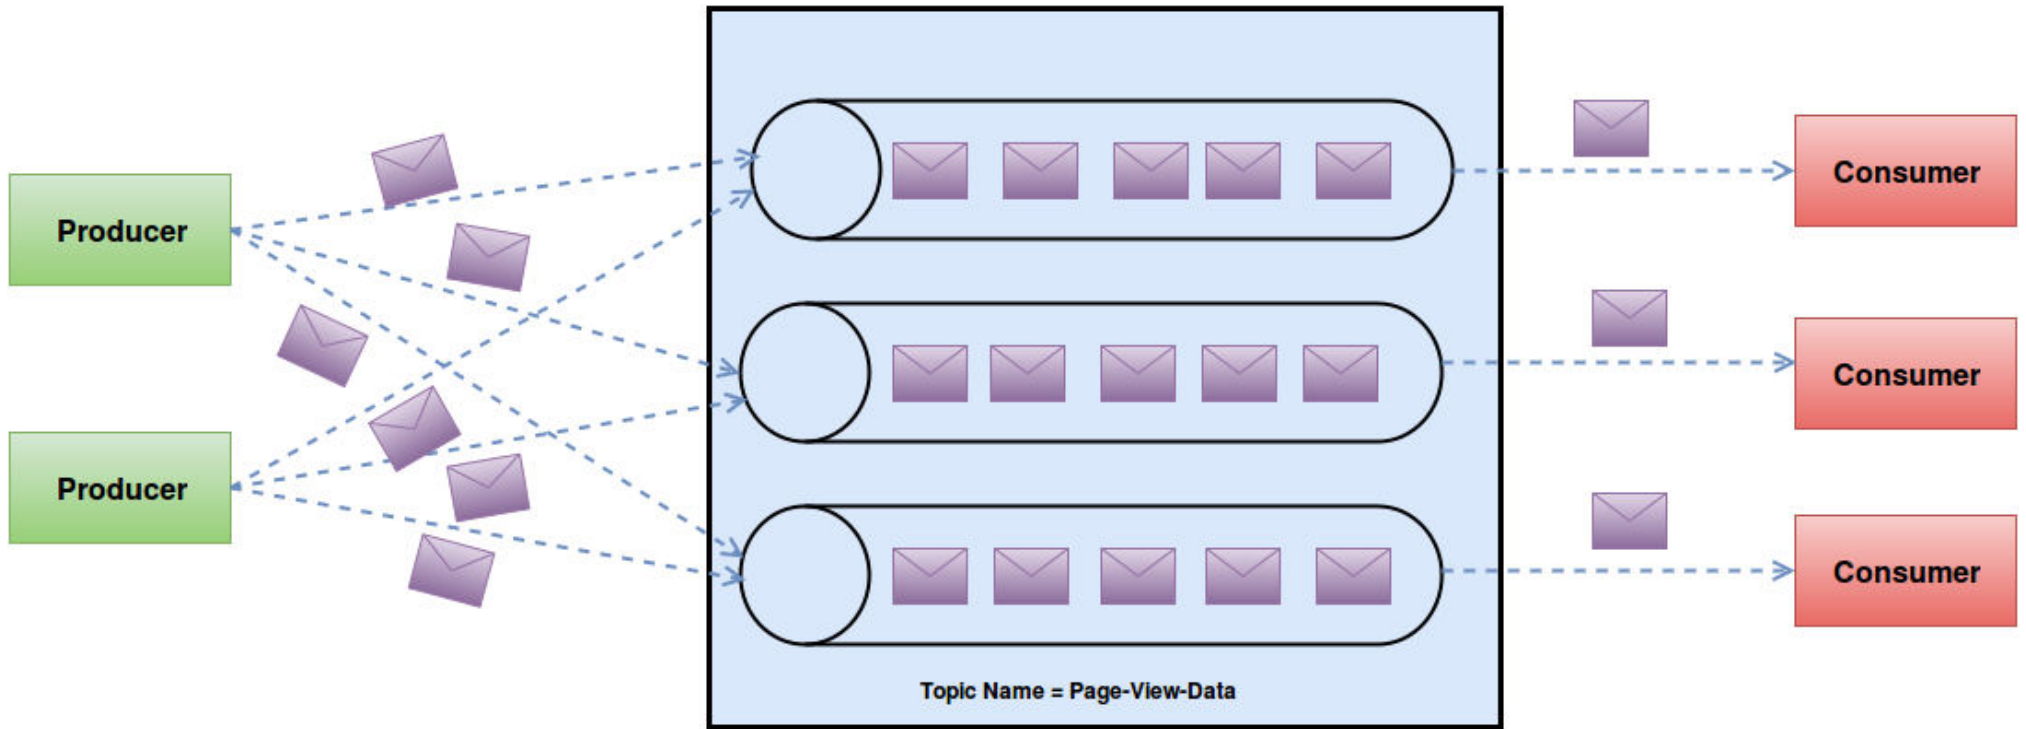 Producer
Producer
Topic Name = Page-View-Data
Consumer
Consumer
Consumer